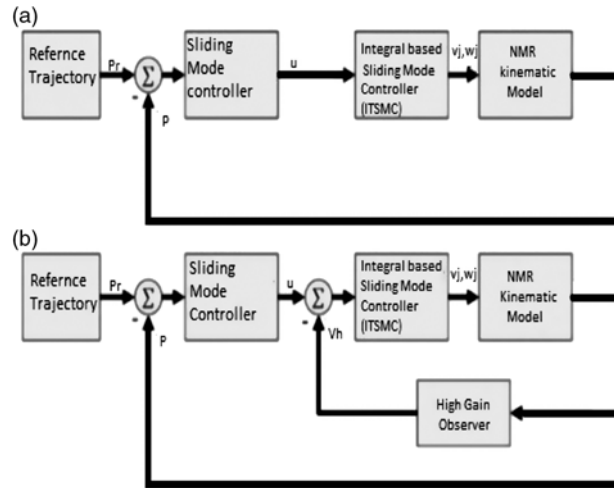 (a)
Refernce
Trajectory
Pr
Σ
-
p
Sliding
Mode
controller
u
Integral based
Sliding Mode
Controller
(ITSMC)
vj,wj
NMR
kinematic
Model
(b)
Refernce
Trajectory
Pr
Σ
-
P
Sliding
Mode
Controller
u
Σ
-
Vh
Integral based
Sliding Mode
Controller
(ITSMC)
vj,wj
NMR
Kinematic
Model
High Gain
Observer